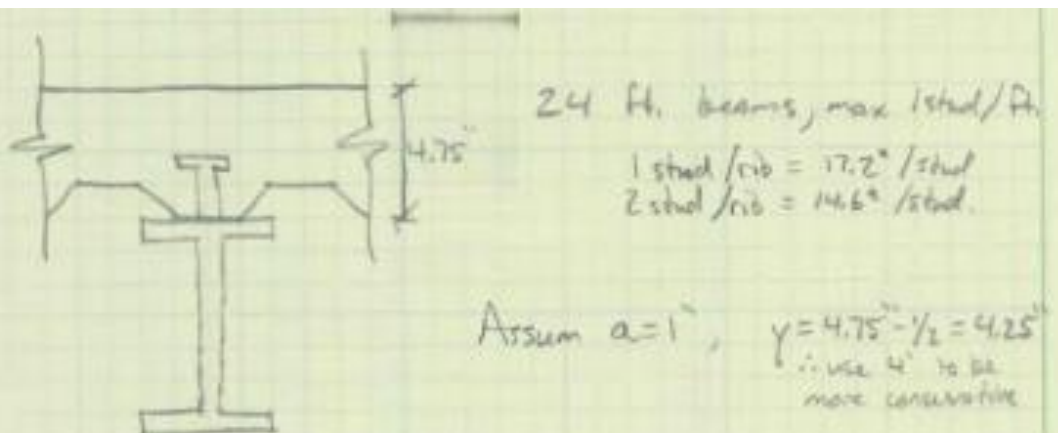 24 ft. beams, max 1stud/ft.
4.75"
1 stud/rib = 17.2ᵏ/stud
2 stud/rib = 14.6ᵏ/stud.
Assum a=1", y=4.75"-1/2=4.25"
∴ use 4" to be
more conservative